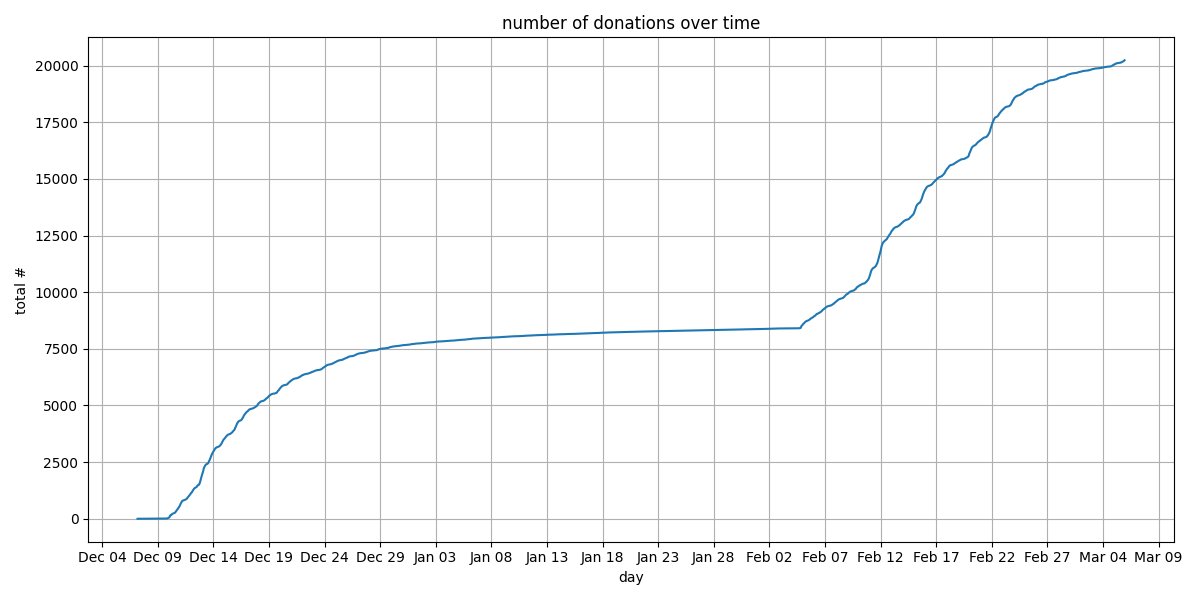 number of donations over time
total #
20000
17500
15000
12500
10000
7500
5000
2500
0
Dec 04 Dec 09 Dec 14 Dec 19 Dec 24 Dec 29 Jan 03 Jan 08 Jan 13 Jan 18 Jan 23 Jan 28 Feb 02 Feb 07 Feb 12 Feb 17 Feb 22 Feb 27 Mar 04 Mar 09
day